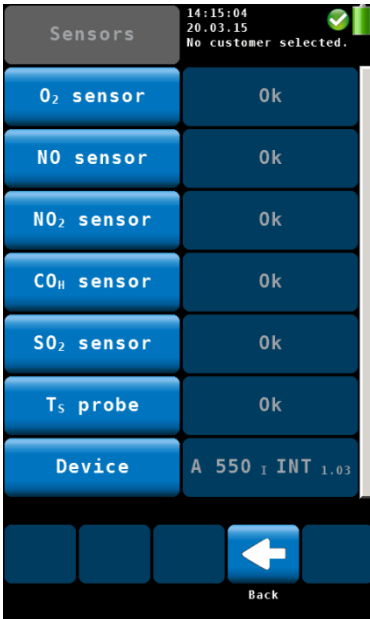 Sensors
14:15:04
20.03.15
No customer selected.
O₂ sensor Ok
NO sensor Ok
NO₂ sensor Ok
COH sensor Ok
SO₂ sensor Ok
TS probe Ok
Device A 550 I INT 1.03
Back